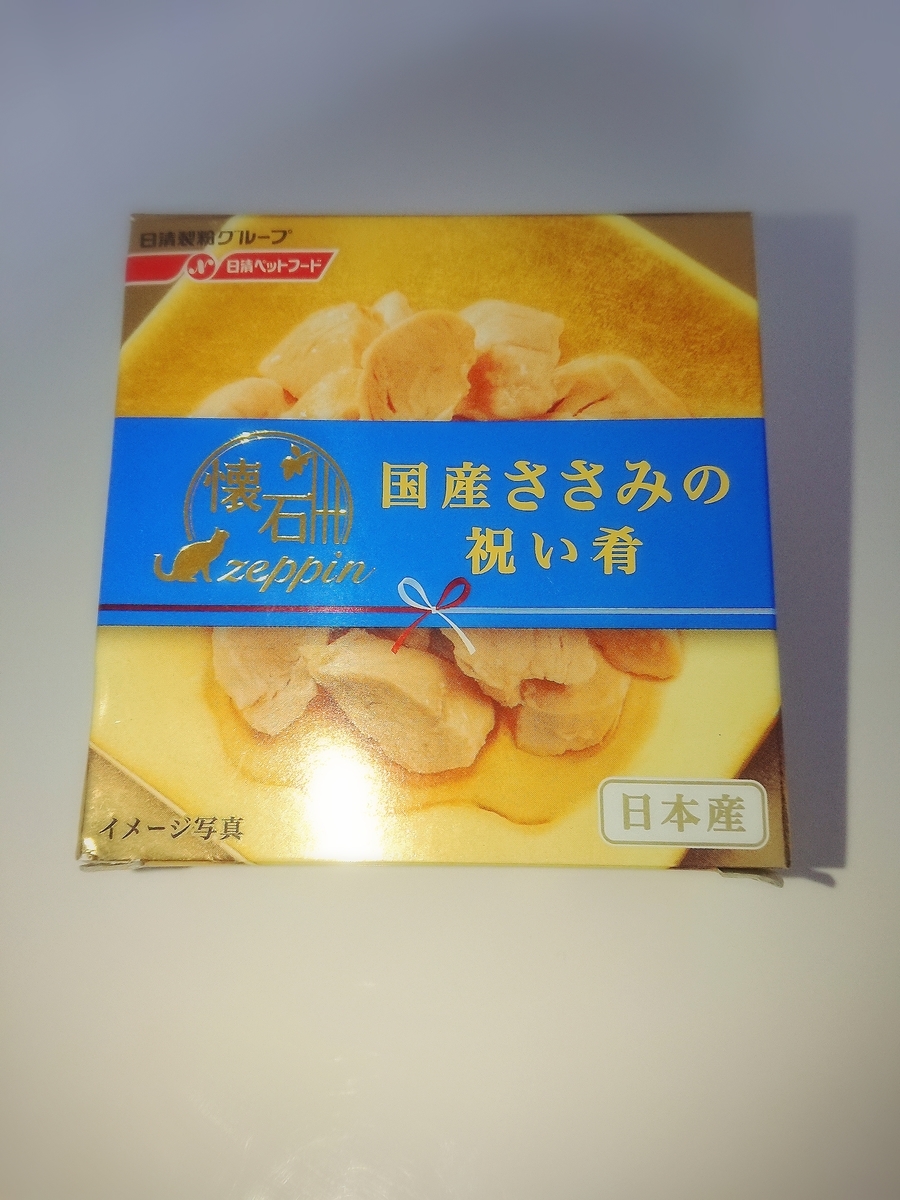 日清製粉グループ
日清ペットフード
懐石
zeppin
国産ささみの
祝い肴
イメージ写真
日本産